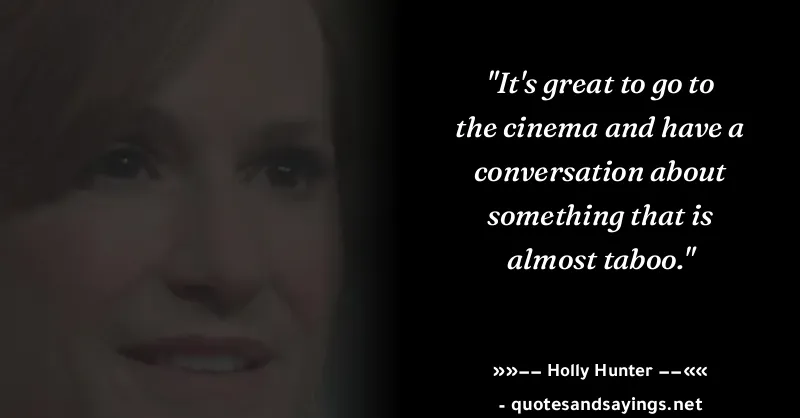 "It's great to go to
the cinema and have a
conversation about
something that is
almost taboo."
»»–– Holly Hunter ––««
- quotesandsayings.net